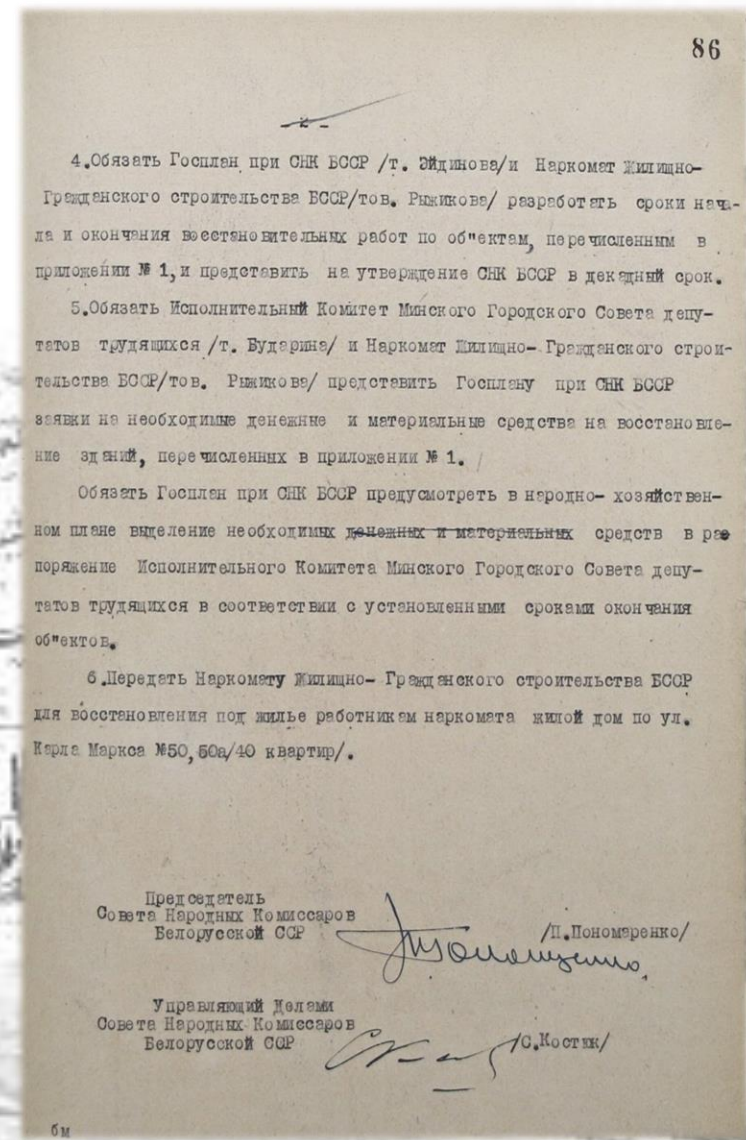 86
4.Обязать Госплан при СНК БССР /т. Эйдинова/и Наркомат Жилищно-
Гражданского строительства БССР/тов. Рыжикова/ разработать сроки нача-
ла и окончания восстановительных работ по об"ектам, перечисленным в
приложении № 1,и представить на утверждение СНК БССР в декадный срок.
5.Обязать Исполнительный Комитет Минского Городского Совета депу-
татов трудящихся /т. Бударина/ и Наркомат Жилищно-Гражданского строи-
тельства БССР/тов. Рыжикова/ представить Госплану при СНК БССР
заявки на необходимые денежные и материальные средства на восстановле-
ние зданий, перечисленных в приложении № 1.
Обязать Госплан при СНК БССР предусмотреть в народно-хозяйствен-
ном плане выделение необходимых денежных и материальных средств в рас
поряжение Исполнительного Комитета Минского Городского Совета депу-
татов трудящихся в соответствии с установленными сроками окончания
об"ектов.
6.Передать Наркомату Жилищно-Гражданского строительства БССР
для восстановления под жилье работникам наркомата жилой дом по ул.
Карла Маркса №50,50а/40 квартир/.
Председатель
Совета Народных Комиссаров
Белорусской ССР /П.Пономаренко/
Управляющий Делами
Совета Народных Комиссаров
Белорусской ССР /С.Костюк/
бм